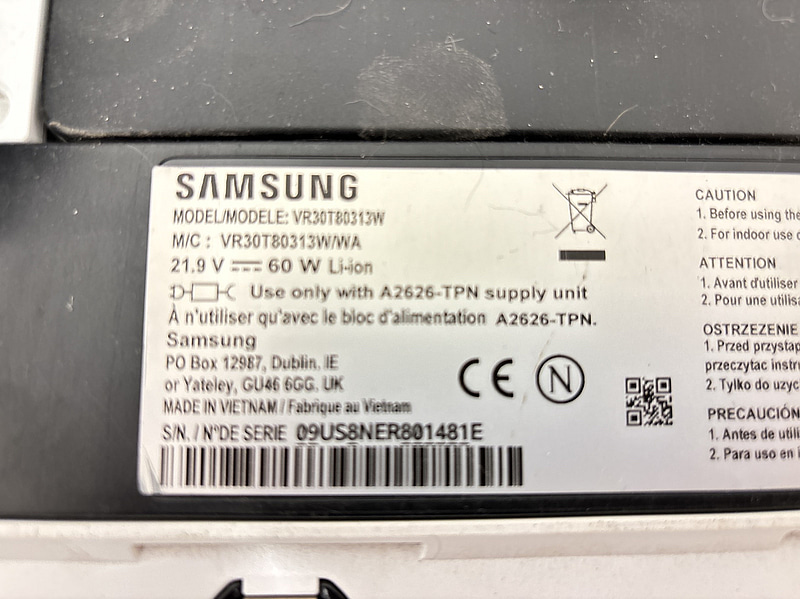 SAMSUNG
MODEL/MODELE: VR30T80313W
M/C : VR30T80313W/WA
21.9 V 60 W Li-ion
Use only with A2626-TPN supply unit
À n'utiliser qu'avec le bloc d'alimentation A2626-TPN.
Samsung
PO Box 12987, Dublin. IE
or Yateley, GU46 6GG. UK
MADE IN VIETNAM / Fabrique au Vietnam
S/N. / N°DE SERIE 09US8NER801481E
CE N
CAUTION
1. Before using the
2. For indoor use
ATTENTION
1. Avant d'utiliser
2. Pour une utilisa
OSTRZEZENIE
1. Przed przystap
przeczytac instru
2. Tylko do uzyc
PRECAUCIÓN
1. Antes de utili
2. Para uso en i